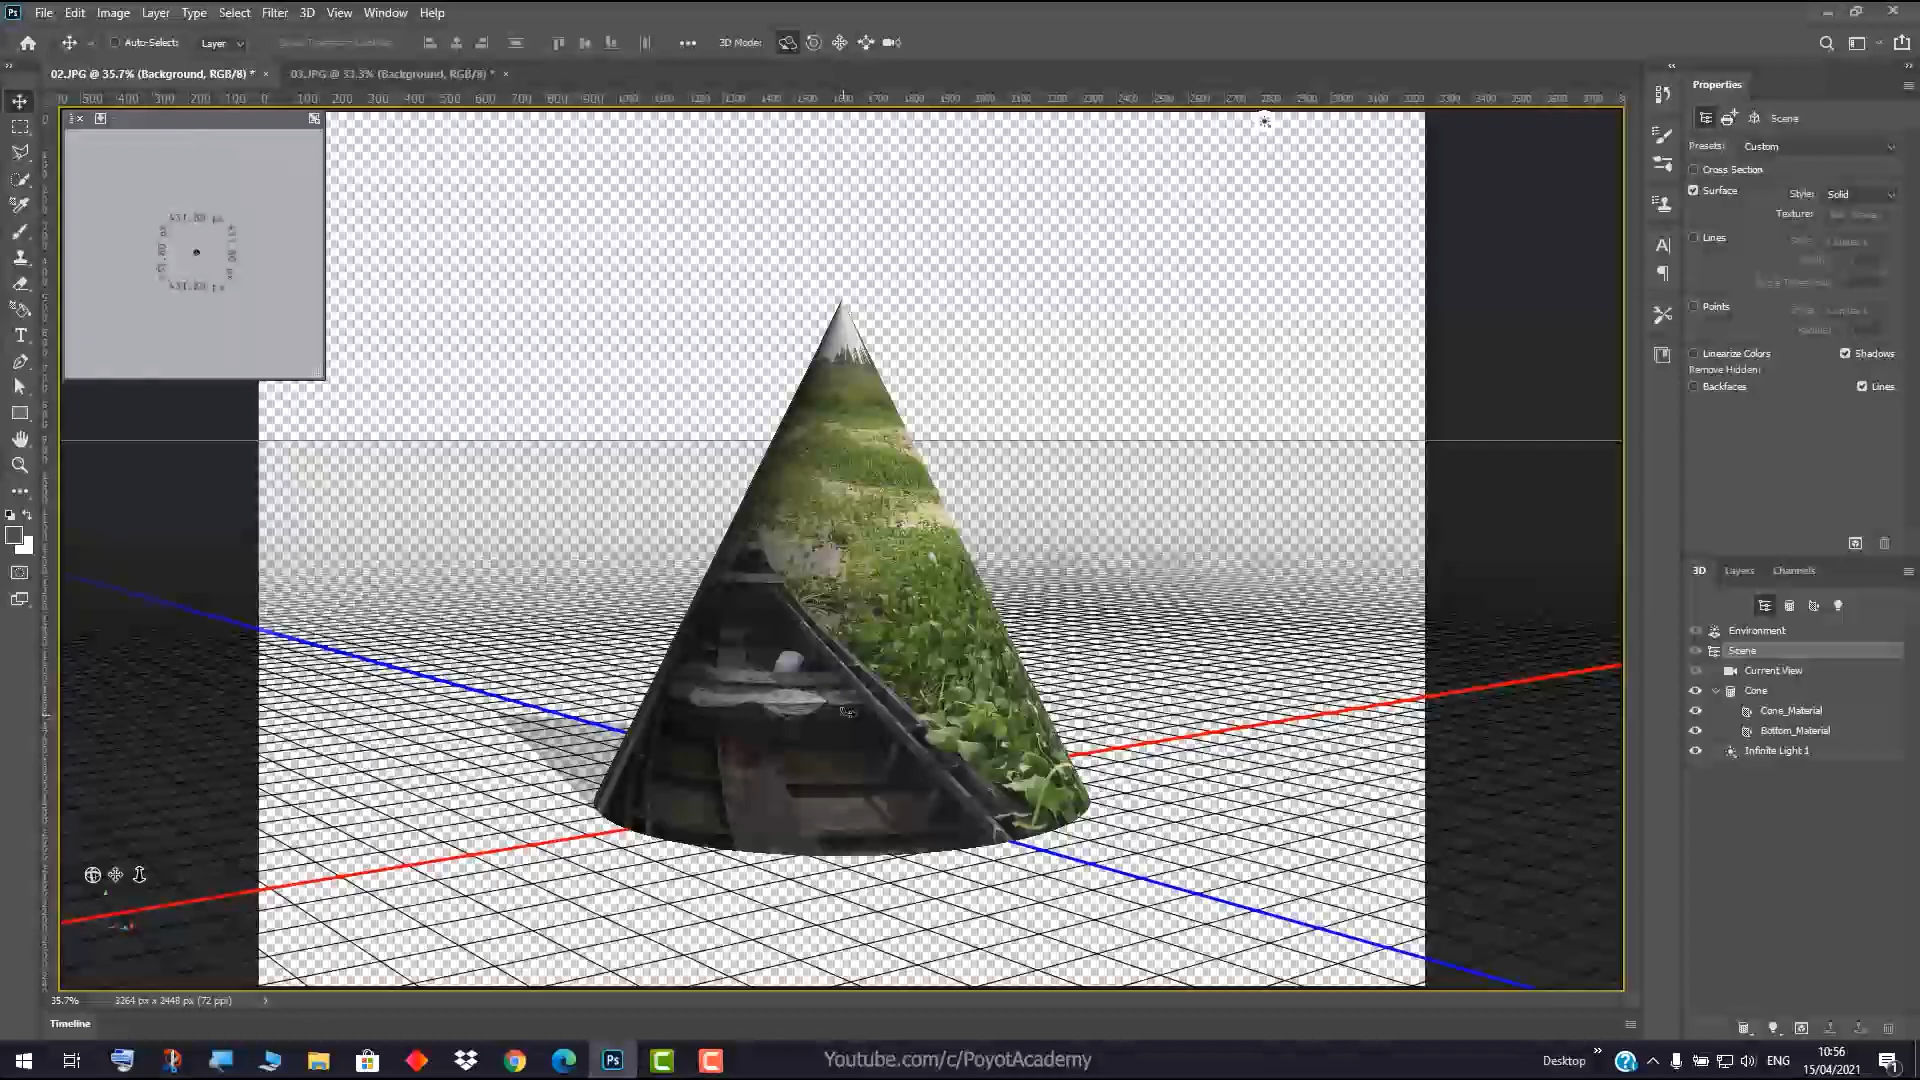 Ps File Edit Image Layer Type Select Filter 3D View Window Help
Auto-Select: Layer 3D Mode:
02.JPG @ 35.7% (Background, RGB/8) * × 03.JPG @ 33.3% (Background, RGB/8) * ×
Properties
Scene
Presets: Custom
Cross Section
Surface Style: Solid
Texture:
Lines
Points
Linearize Colors Shadows
Remove Hidden:
Backfaces Lines
3D Layers Channels
Environment
Scene
Current View
Cone
Cone_Material
Bottom_Material
Infinite Light 1
35.7% 3264 px x 2448 px (72 ppi)
Timeline
Youtube.com/c/PoyotAcademy
Desktop ENG 10:56
15/04/2021